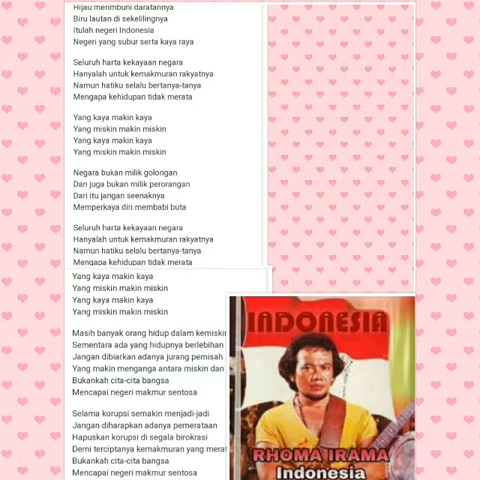 Hijau merimbuni daratannya
Biru lautan di sekelilingnya
Itulah negeri Indonesia
Negeri yang subur serta kaya raya
Seluruh harta kekayaan negara
Hanyalah untuk kemakmuran rakyatnya
Namun hatiku selalu bertanya-tanya
Mengapa kehidupan tidak merata
Yang kaya makin kaya
Yang miskin makin miskin
Yang kaya makin kaya
Yang miskin makin miskin
Negara bukan milik golongan
Dan juga bukan milik perorangan
Dari itu jangan seenaknya
Memperkaya diri membabi buta
Seluruh harta kekayaan negara
Hanyalah untuk kemakmuran rakyatnya
Namun hatiku selalu bertanya-tanya
Mengapa kehidupan tidak merata
Yang kaya makin kaya
Yang miskin makin miskin
Yang kaya makin kaya
Yang miskin makin miskin
Masih banyak orang hidup dalam kemiskin
Sementara ada yang hidupnya berlebihan
Jangan dibiarkan adanya jurang pemisah
Yang makin menganga antara miskin dan
Bukankah cita-cita bangsa
Mencapai negeri makmur sentosa
Selama korupsi semakin menjadi-jadi
Jangan diharapkan adanya pemerataan
Hapuskan korupsi di segala birokrasi
Demi terciptanya kemakmuran yang merat
Bukankah cita-cita bangsa
Mencapai negeri makmur sentosa
INDONESIA
RHOMA IRAMA
Indonesia